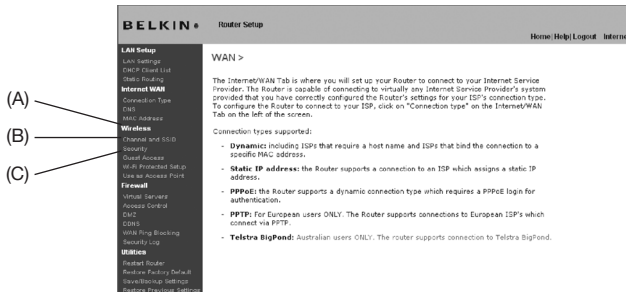 BELKIN®
Router Setup
Home|Help|Logout Interne
LAN Setup
LAN Settings
DHCP Client List
Static Routing
Internet WAN
Connection Type
DNS
MAC Address
Wireless
Channel and SSID
Security
Guest Access
Wi-Fi Protected Setup
Use as Access Point
Firewall
Virtual Servers
Access Control
DMZ
DDNS
WAN Ping Blocking
Security Log
Utilities
Restart Router
Restore Factory Default
Save/Backup Settings
Restore Previous Settings
(A)
(B)
(C)
WAN >
The Internet/WAN Tab is where you will set up your Router to connect to your Internet Service
Provider. The Router is capable of connecting to virtually any Internet Service Provider's system
provided that you have correctly configured the Router's settings for your ISP's connection type.
To configure the Router to connect to your ISP, click on "Connection type" on the Internet/WAN
Tab on the left of the screen.
Connection types supported:
- Dynamic: including ISPs that require a host name and ISPs that bind the connection to a
specific MAC address.
- Static IP address: the Router supports a connection to an ISP which assigns a static IP
address.
- PPPoE: the Router supports a dynamic connection type which requires a PPPoE login for
authentication.
- PPTP: For European users ONLY. The Router supports connections to European ISP's which
connect via PPTP.
- Telstra BigPond: Australian users ONLY. The router supports connection to Telstra BigPond.